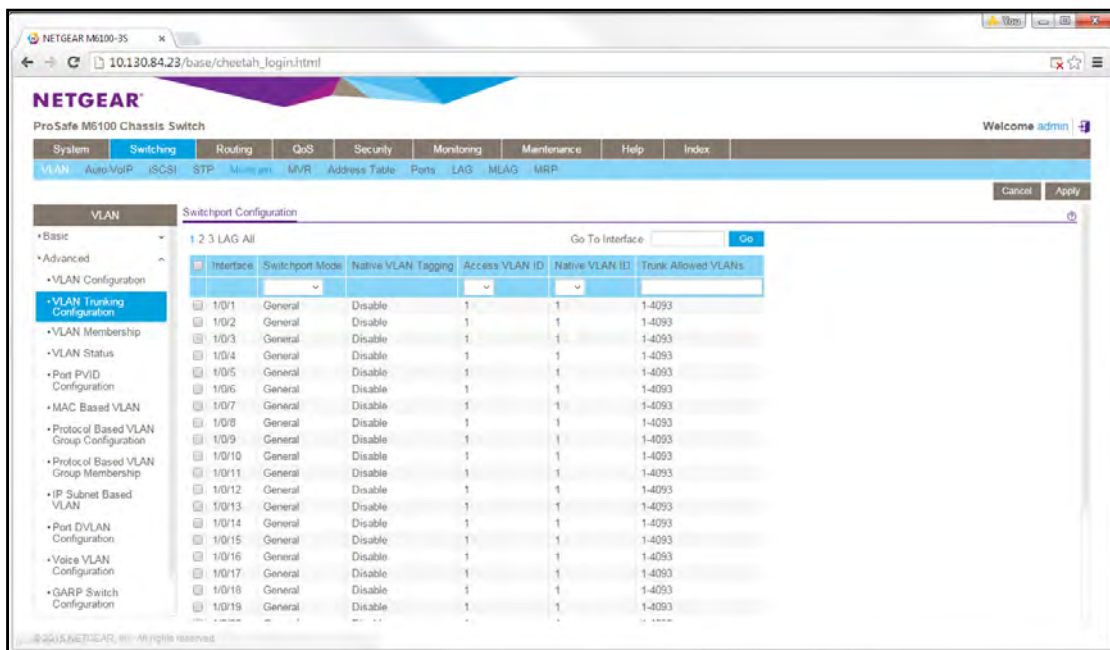 NETGEAR M6100-3S
You
10.130.84.23/base/cheetah_login.html
NETGEAR
ProSafe M6100 Chassis Switch
Welcome admin
System Switching Routing QoS Security Monitoring Maintenance Help Index
VLAN Auto-VoIP iSCSI STP Multicast MVR Address Table Ports LAG MLAG MRP
Cancel Apply
VLAN
Basic
Advanced
VLAN Configuration
VLAN Trunking
Configuration
VLAN Membership
VLAN Status
Port PVID
Configuration
MAC Based VLAN
Protocol Based VLAN
Group Configuration
Protocol Based VLAN
Group Membership
IP Subnet Based
VLAN
Port DVLAN
Configuration
Voice VLAN
Configuration
GARP Switch
Configuration
Switchport Configuration
1 2 3 LAG All Go To Interface Go
Interface Switchport Mode Native VLAN Tagging Access VLAN ID Native VLAN ID Trunk Allowed VLANs
1/0/1 General Disable 1 1 1-4093
1/0/2 General Disable 1 1 1-4093
1/0/3 General Disable 1 1 1-4093
1/0/4 General Disable 1 1 1-4093
1/0/5 General Disable 1 1 1-4093
1/0/6 General Disable 1 1 1-4093
1/0/7 General Disable 1 1 1-4093
1/0/8 General Disable 1 1 1-4093
1/0/9 General Disable 1 1 1-4093
1/0/10 General Disable 1 1 1-4093
1/0/11 General Disable 1 1 1-4093
1/0/12 General Disable 1 1 1-4093
1/0/13 General Disable 1 1 1-4093
1/0/14 General Disable 1 1 1-4093
1/0/15 General Disable 1 1 1-4093
1/0/16 General Disable 1 1 1-4093
1/0/17 General Disable 1 1 1-4093
1/0/18 General Disable 1 1 1-4093
1/0/19 General Disable 1 1 1-4093
NETGEAR, Inc. All rights reserved.